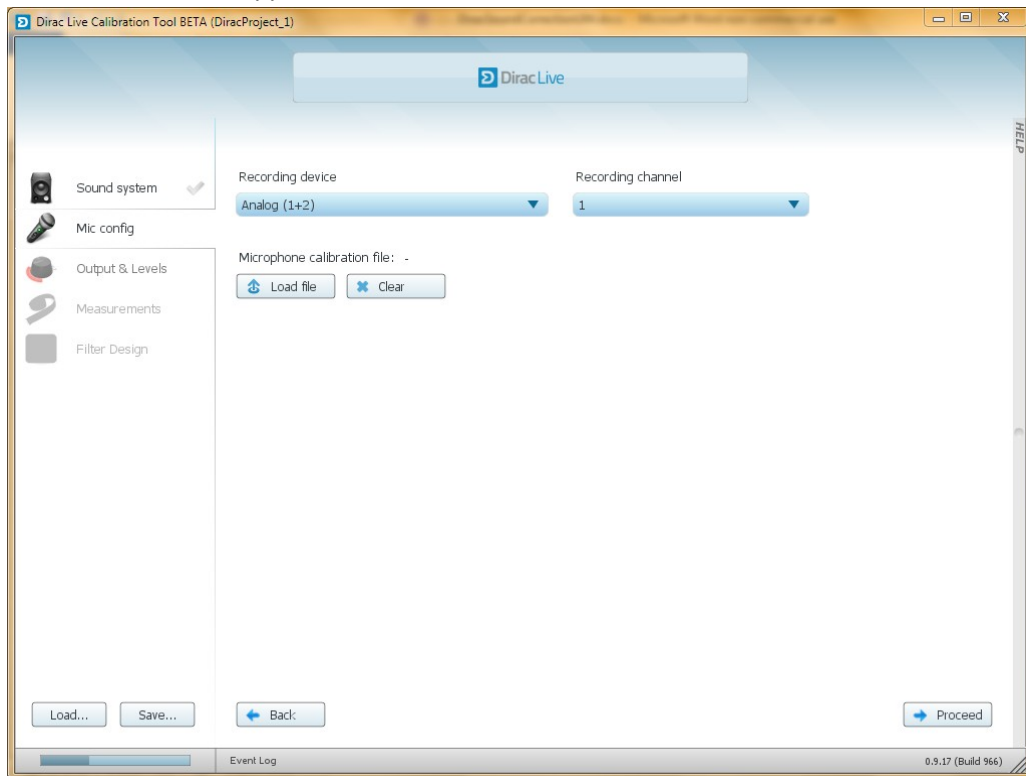 Dirac Live Calibration Tool BETA (DiracProject_1)
Dirac Live
HELP
Sound system
Mic config
Output & Levels
Measurements
Filter Design
Recording device
Recording channel
Analog (1+2)
1
Microphone calibration file: -
Load file
Clear
Load...
Save...
Back
Proceed
Event Log
0.9.17 (Build 966)